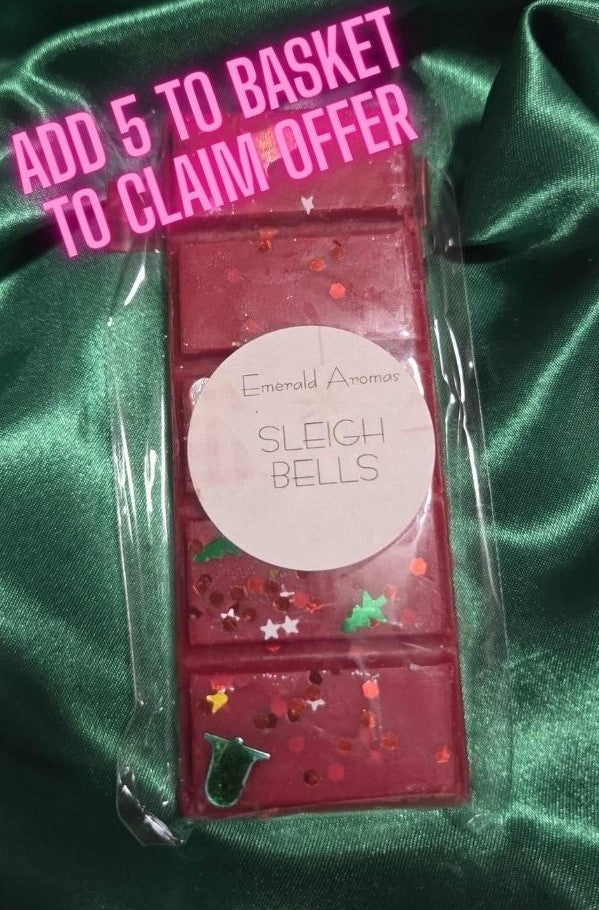 ADD 5 TO BASKET
TO CLAIM OFFER
Emerald Aromas
SLEIGH
BELLS